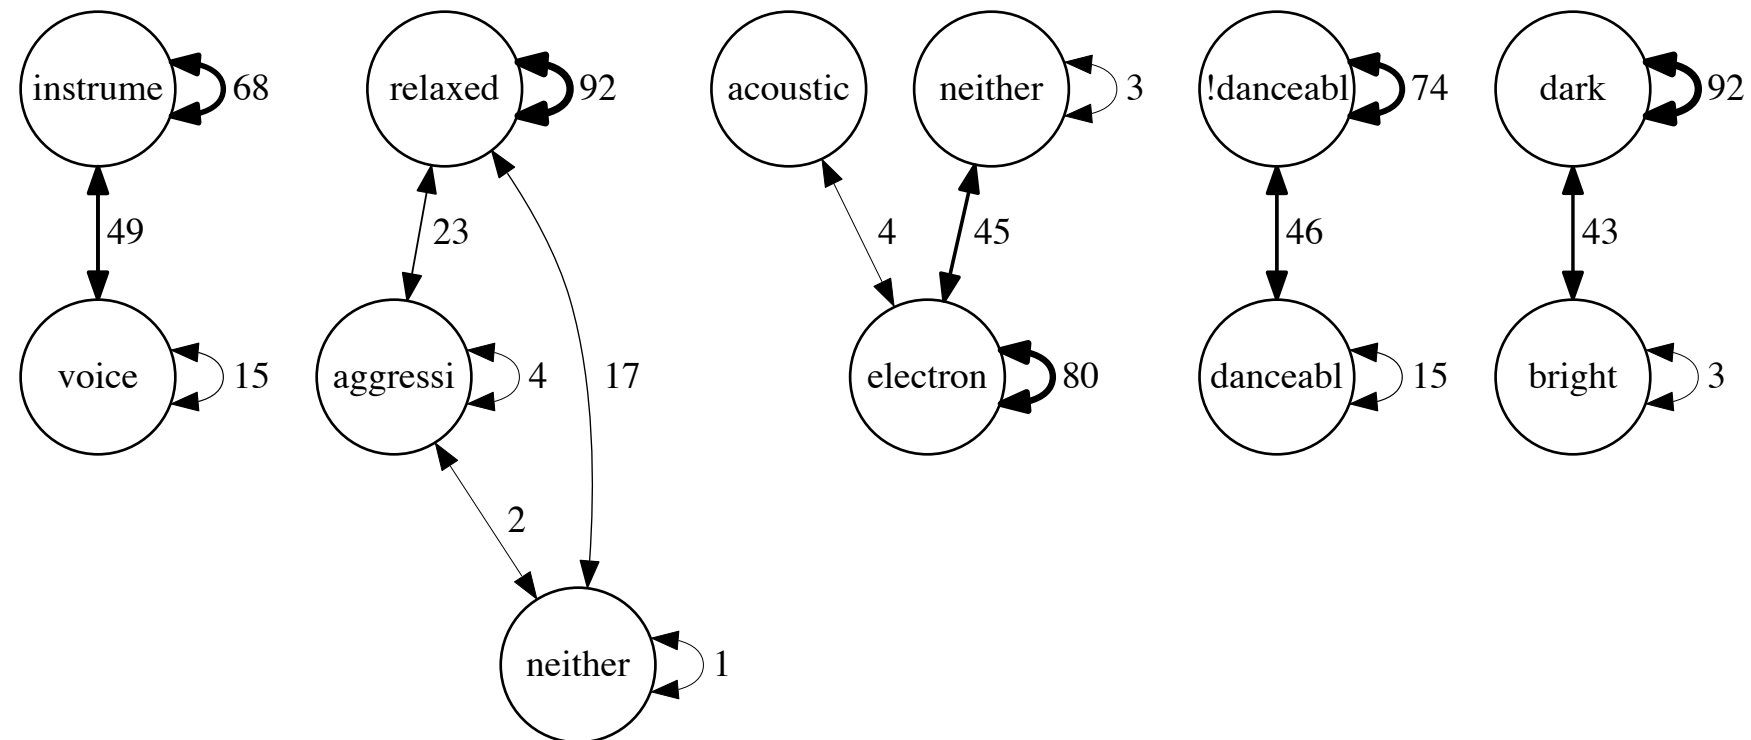 instrume 68 relaxed 92 acoustic neither 3 !danceabl 74 dark 92
49 23 4 45 46 43
voice 15 aggressi 4 17 electron 80 danceabl 15 bright 3
2
neither 1